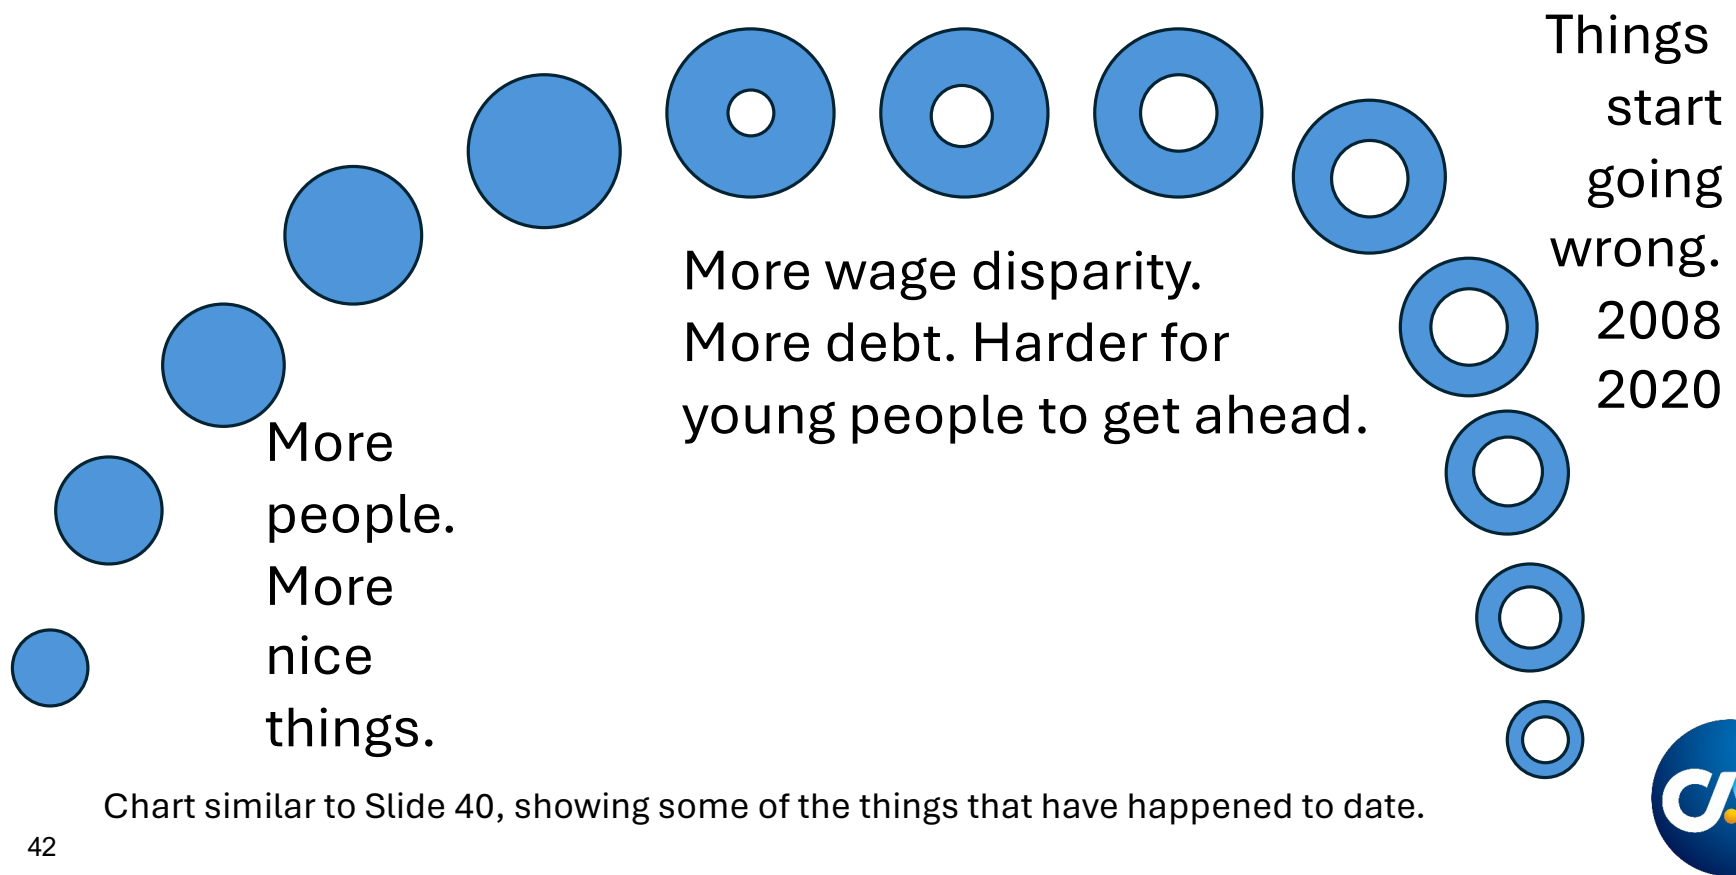 Things
start
going
wrong.
2008
2020
More wage disparity.
More debt. Harder for
young people to get ahead.
More
people.
More
nice
things.
Chart similar to Slide 40, showing some of the things that have happened to date.
42